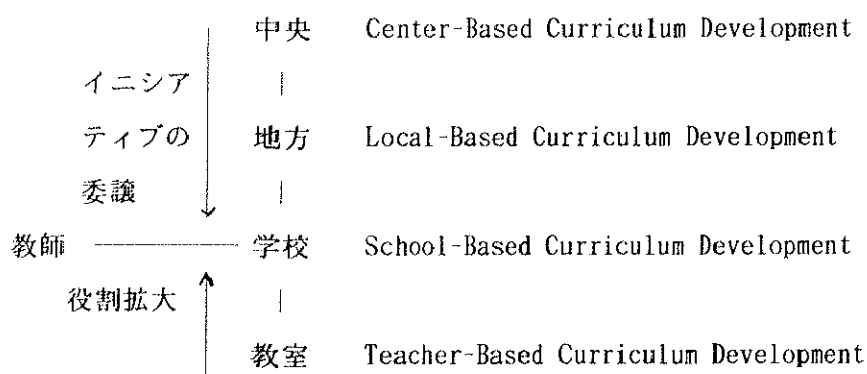 中央 Center-Based Curriculum Development
イニシア
ティブの
地方 Local-Based Curriculum Development
委譲
教師 学校 School-Based Curriculum Development
役割拡大
教室 Teacher-Based Curriculum Development